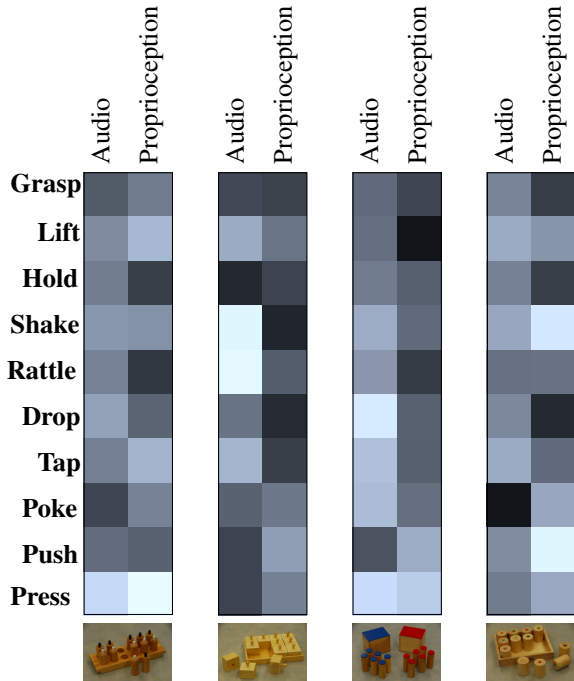 Audio
Proprioception
Audio
Proprioception
Audio
Proprioception
Audio
Proprioception
Grasp
Lift
Hold
Shake
Rattle
Drop
Tap
Poke
Push
Press